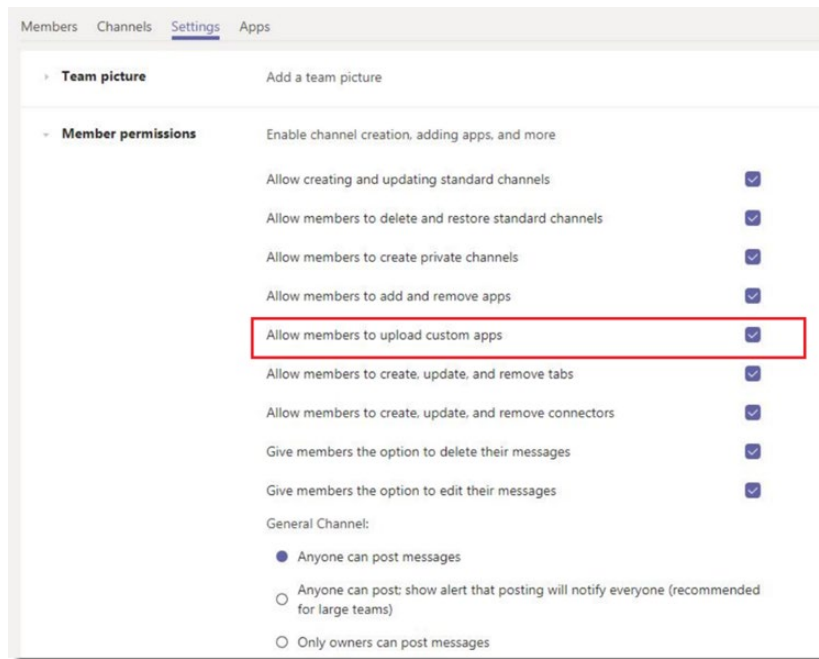 Members Channels Settings Apps
Team picture Add a team picture
Member permissions Enable channel creation, adding apps, and more
Allow creating and updating standard channels
Allow members to delete and restore standard channels
Allow members to create private channels
Allow members to add and remove apps
Allow members to upload custom apps
Allow members to create, update, and remove tabs
Allow members to create, update, and remove connectors
Give members the option to delete their messages
Give members the option to edit their messages
General Channel:
Anyone can post messages
Anyone can post; show alert that posting will notify everyone (recommended
for large teams)
Only owners can post messages